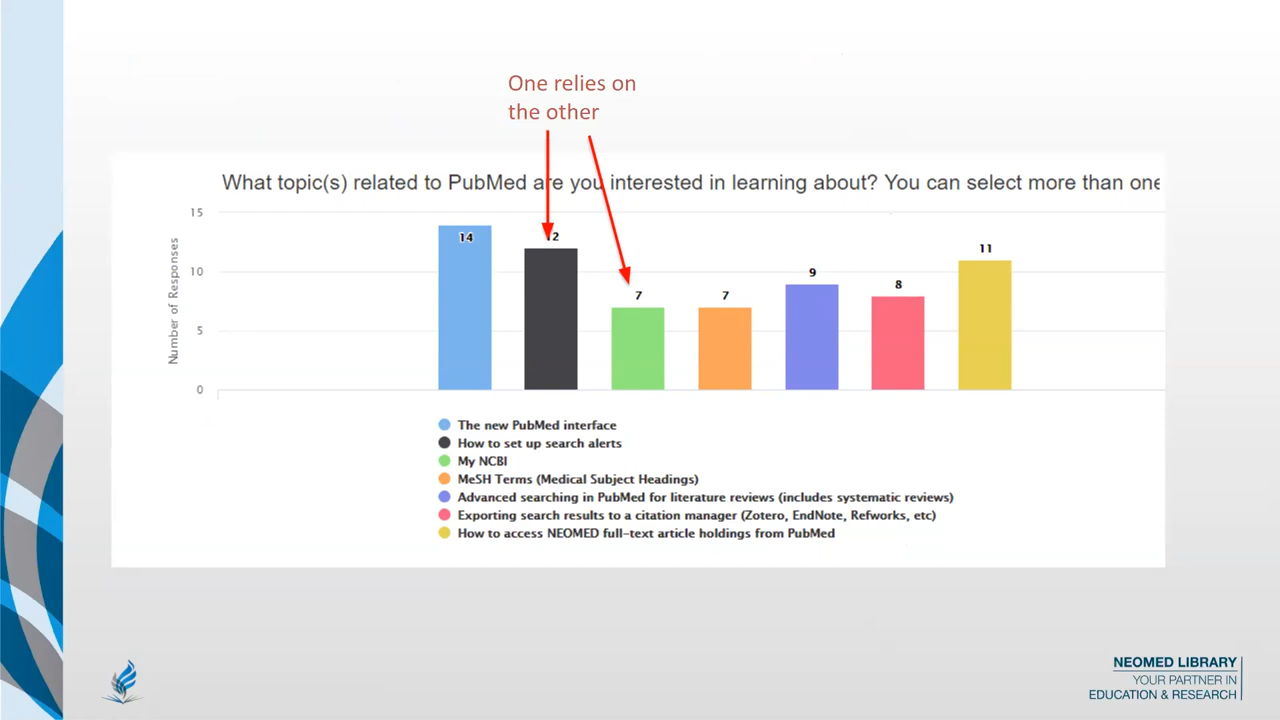 One relies on
the other
What topic(s) related to PubMed are you interested in learning about? You can select more than one
15
10
5
0
Number of Responses
14
12
7
7
9
8
11
The new PubMed interface
How to set up search alerts
My NCBI
MeSH Terms (Medical Subject Headings)
Advanced searching in PubMed for literature reviews (includes systematic reviews)
Exporting search results to a citation manager (Zotero, EndNote, Refworks, etc)
How to access NEOMED full-text article holdings from PubMed
NEOMED LIBRARY
YOUR PARTNER IN
EDUCATION & RESEARCH